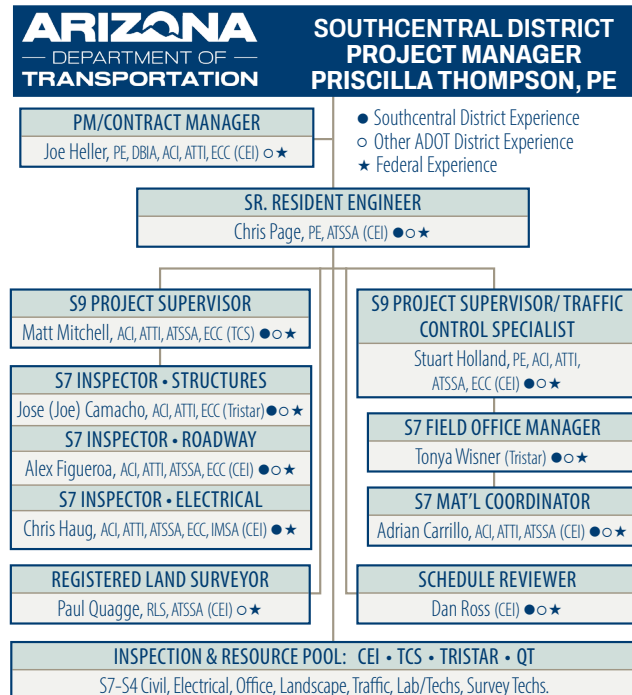 ARIZONA
DEPARTMENT OF
TRANSPORTATION
SOUTHCENTRAL DISTRICT
PROJECT MANAGER
PRISCILLA THOMPSON, PE
PM/CONTRACT MANAGER
Joe Heller, PE, DBIA, ACI, ATTI, ECC (CEI) ○★
● Southcentral District Experience
○ Other ADOT District Experience
★ Federal Experience
SR. RESIDENT ENGINEER
Chris Page, PE, ATSSA (CEI) ●○★
S9 PROJECT SUPERVISOR
Matt Mitchell, ACI, ATTI, ATSSA, ECC (TCS) ●○★
S7 INSPECTOR • STRUCTURES
Jose (Joe) Camacho, ACI, ATTI, ECC (Tristar) ●○★
S7 INSPECTOR • ROADWAY
Alex Figueroa, ACI, ATTI, ATSSA, ECC (CEI) ●○★
S7 INSPECTOR • ELECTRICAL
Chris Haug, ACI, ATTI, ATSSA, ECC, IMSA (CEI) ●★
REGISTERED LAND SURVEYOR
Paul Quagge, RLS, ATSSA (CEI) ○★
S9 PROJECT SUPERVISOR/ TRAFFIC
CONTROL SPECIALIST
Stuart Holland, PE, ACI, ATTI,
ATSSA, ECC (CEI) ●○★
S7 FIELD OFFICE MANAGER
Tonya Wisner (Tristar) ●○★
S7 MAT'L COORDINATOR
Adrian Carrillo, ACI, ATTI, ATSSA (CEI) ●○★
SCHEDULE REVIEWER
Dan Ross (CEI) ●○★
INSPECTION & RESOURCE POOL: CEI • TCS • TRISTAR • QT
S7-S4 Civil, Electrical, Office, Landscape, Traffic, Lab/Techs, Survey Techs.